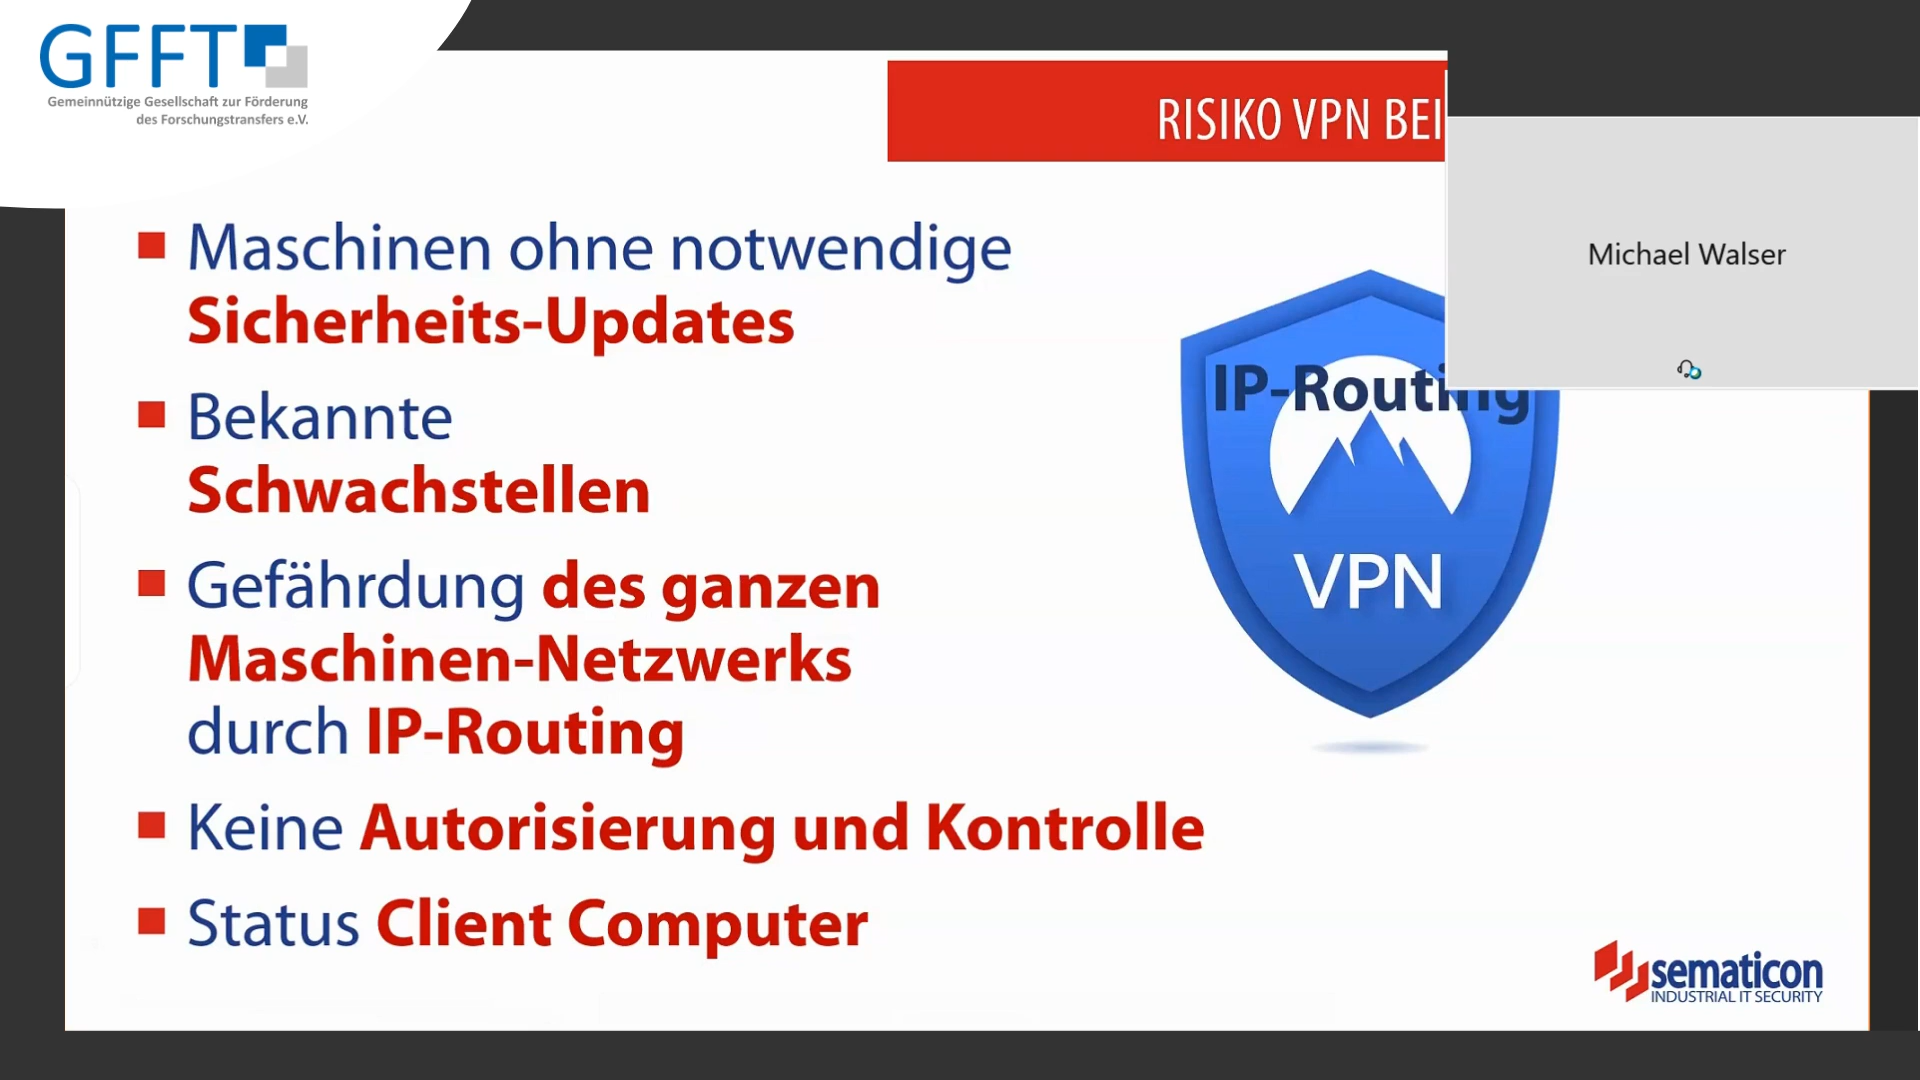 GFFT
Gemeinnützige Gesellschaft zur Förderung
des Forschungstransfers e.V.
RISIKO VPN BEI
Michael Walser
Maschinen ohne notwendige
Sicherheits-Updates
Bekannte
Schwachstellen
Gefährdung des ganzen
Maschinen-Netzwerks
durch IP-Routing
Keine Autorisierung und Kontrolle
Status Client Computer
IP-Routing
VPN
sematicon
INDUSTRIAL IT SECURITY